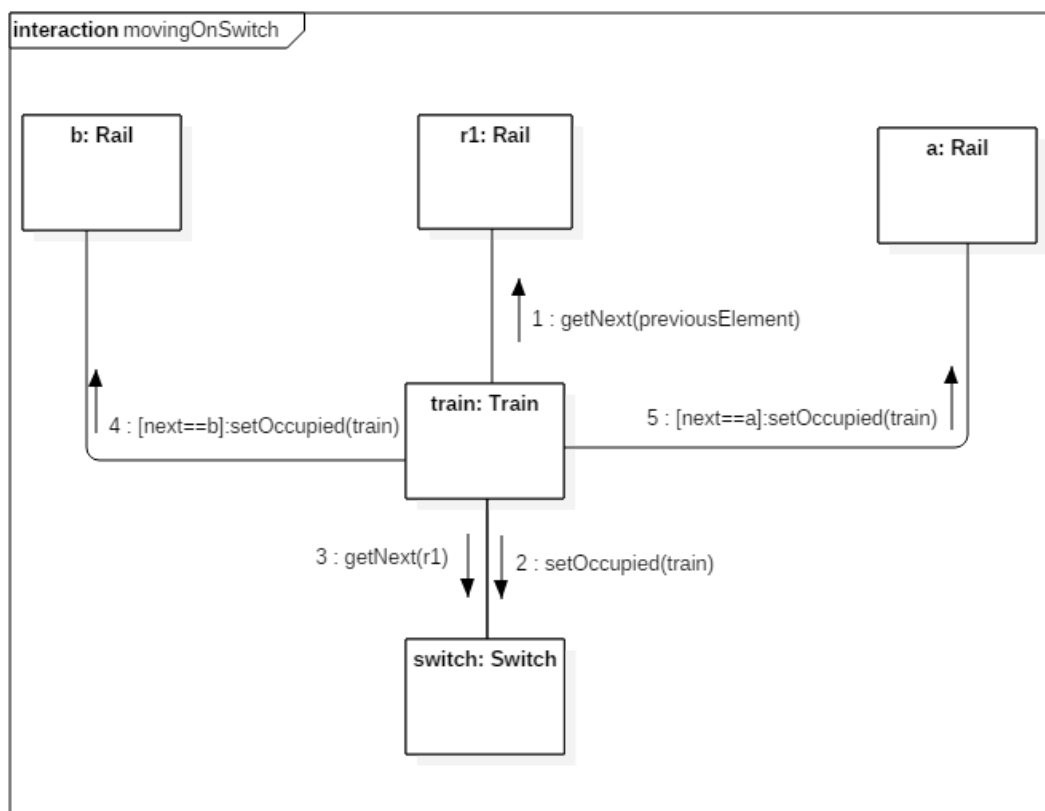 interaction movingOnSwitch
b: Rail
r1: Rail
a: Rail
1 : getNext(previousElement)
train: Train
4 : [next==b]:setOccupied(train)
5 : [next==a]:setOccupied(train)
3 : getNext(r1)
2 : setOccupied(train)
switch: Switch